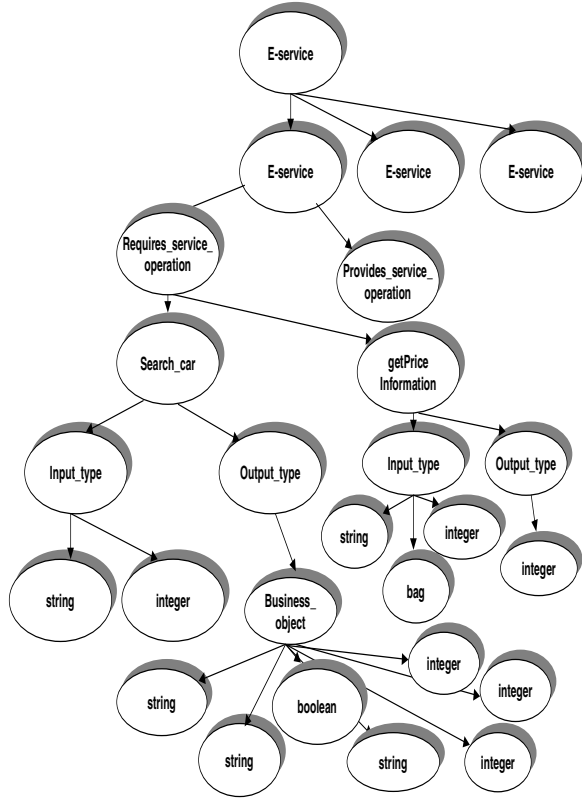 E-service
E-service
E-service
E-service
Requires_service_
operation
Provides_service_
operation
Search_car
getPrice
Information
Input_type
Output_type
Input_type
Output_type
string
integer
bag
integer
string
integer
Business_
object
string
string
boolean
string
integer
integer
integer